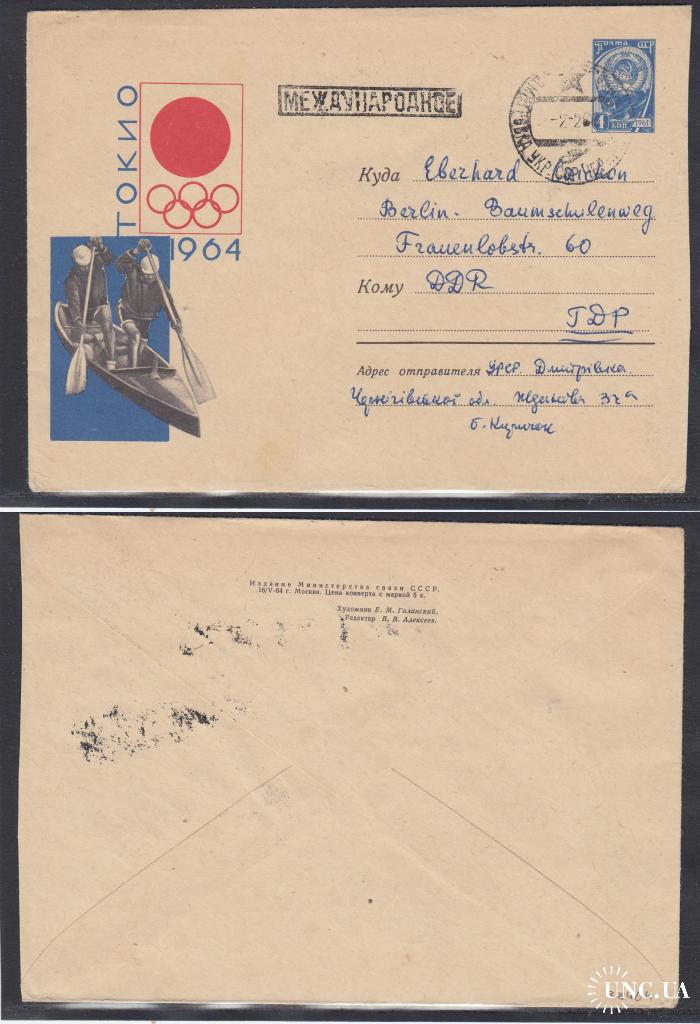 ТОКИО
1964
МЕЖДУНАРОДНОЕ
Почта СССР
4 коп. 1961
Куда Eberhard
Berlin - Baumschulenweg
Frauenlobstr. 60
Кому DDR
ГДР
Адрес отправителя УРСР. Дмитрівка.
Чернігівської обл. 37а
Издание Министерства связи СССР.
16/V-64 г. Москва. Цена конверта с маркой 5 к.
Художник Е. М. Галанский.
Редактор В. В. Алексеев.
UNC.UA